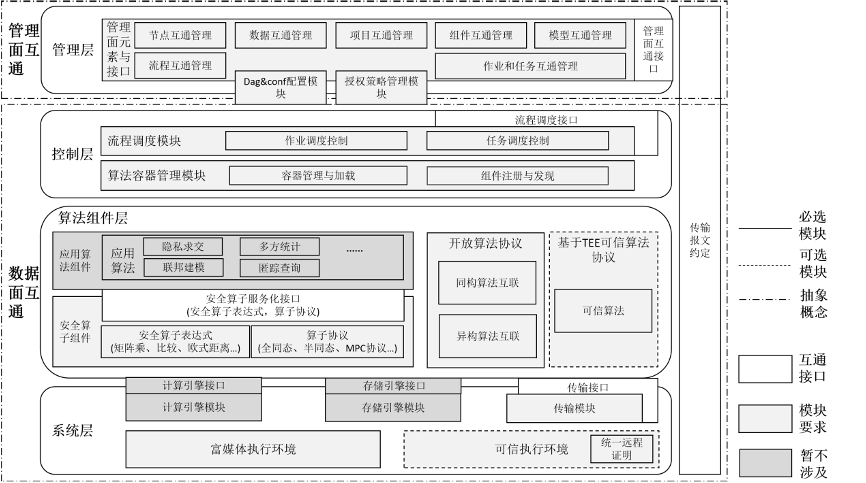 管理
面互
通
管理层
管理
面元
素与
接口
节点互通管理
数据互通管理
项目互通管理
组件互通管理
模型互通管理
流程互通管理
作业和任务互通管理
管理
面互
通接
口
Dag&conf配置模
块
授权策略管理模
块
数据
面互
通
控制层
流程调度接口
流程调度模块
作业调度控制
任务调度控制
算法容器管理模块
容器管理与加载
组件注册与发现
算法组件层
应用算
法组件
应用
算法
隐私求交
多方统计
......
联邦建模
匿踪查询
安全算
子组件
安全算子服务化接口
(安全算子表达式，算子协议)
安全算子表达式
(矩阵乘、比较、欧式距离...)
算子协议
(全同态、半同态、MPC协议...)
开放算法协议
同构算法互联
异构算法互联
基于TEE可信算法
协议
可信算法
系统层
计算引擎接口
计算引擎模块
存储引擎接口
存储引擎模块
传输接口
传输模块
富媒体执行环境
可信执行环境
统一远程
证明
传输
报文
约定
必选
模块
可选
模块
抽象
概念
互通
接口
模块
要求
暂不
涉及